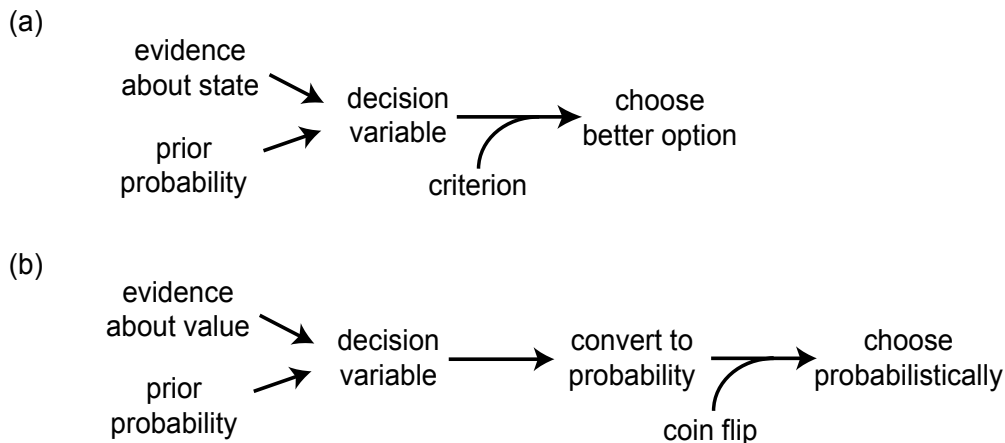 (a)
evidence
about state
prior
probability
decision
variable
criterion
choose
better option
(b)
evidence
about value
prior
probability
decision
variable
convert to
probability
coin flip
choose
probabilistically